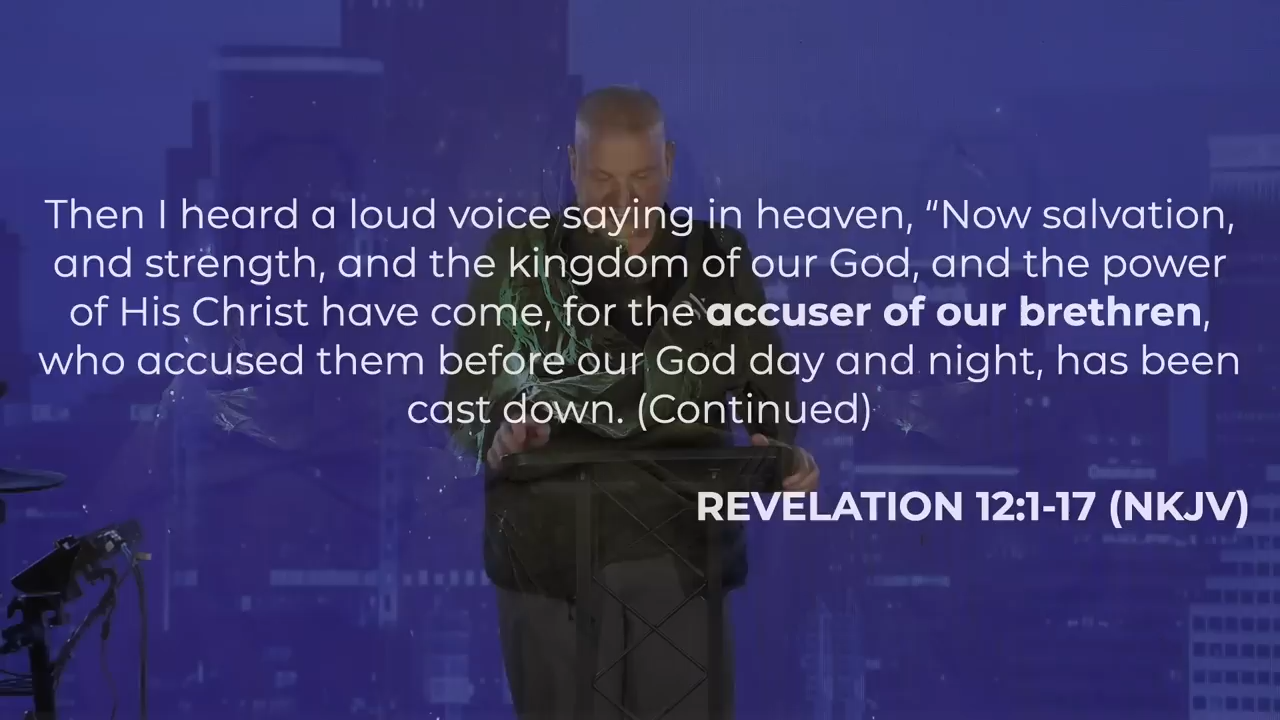 Then I heard a loud voice saying in heaven, “Now salvation,
and strength, and the kingdom of our God, and the power
of His Christ have come, for the accuser of our brethren,
who accused them before our God day and night, has been
cast down. (Continued)
REVELATION 12:1-17 (NKJV)